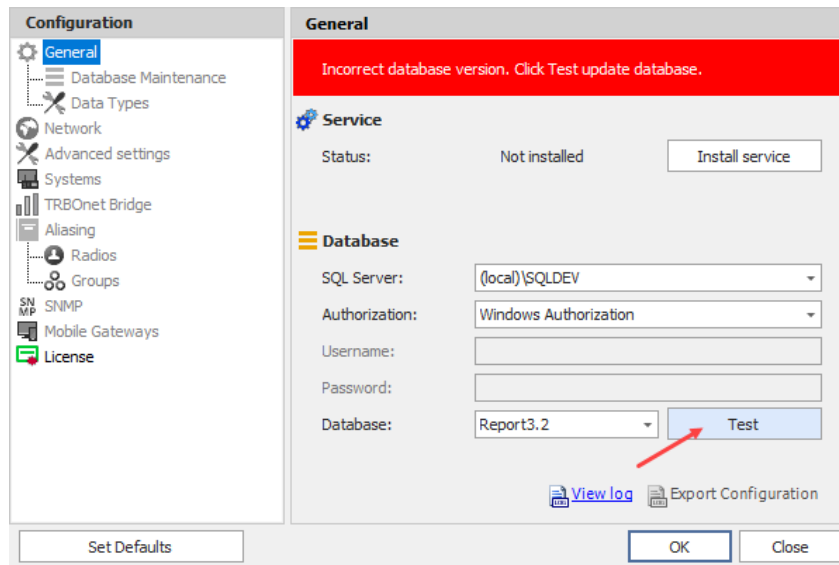 Configuration
General
Database Maintenance
Data Types
Network
Advanced settings
Systems
TRBOnet Bridge
Aliasing
Radios
Groups
SN
MP
SNMP
Mobile Gateways
License
General
Incorrect database version. Click Test update database.
Service
Status: Not installed Install service
Database
SQL Server: (local)\SQLDEV
Authorization: Windows Authorization
Username:
Password:
Database: Report3.2 Test
LOG View log LOG Export Configuration
Set Defaults OK Close